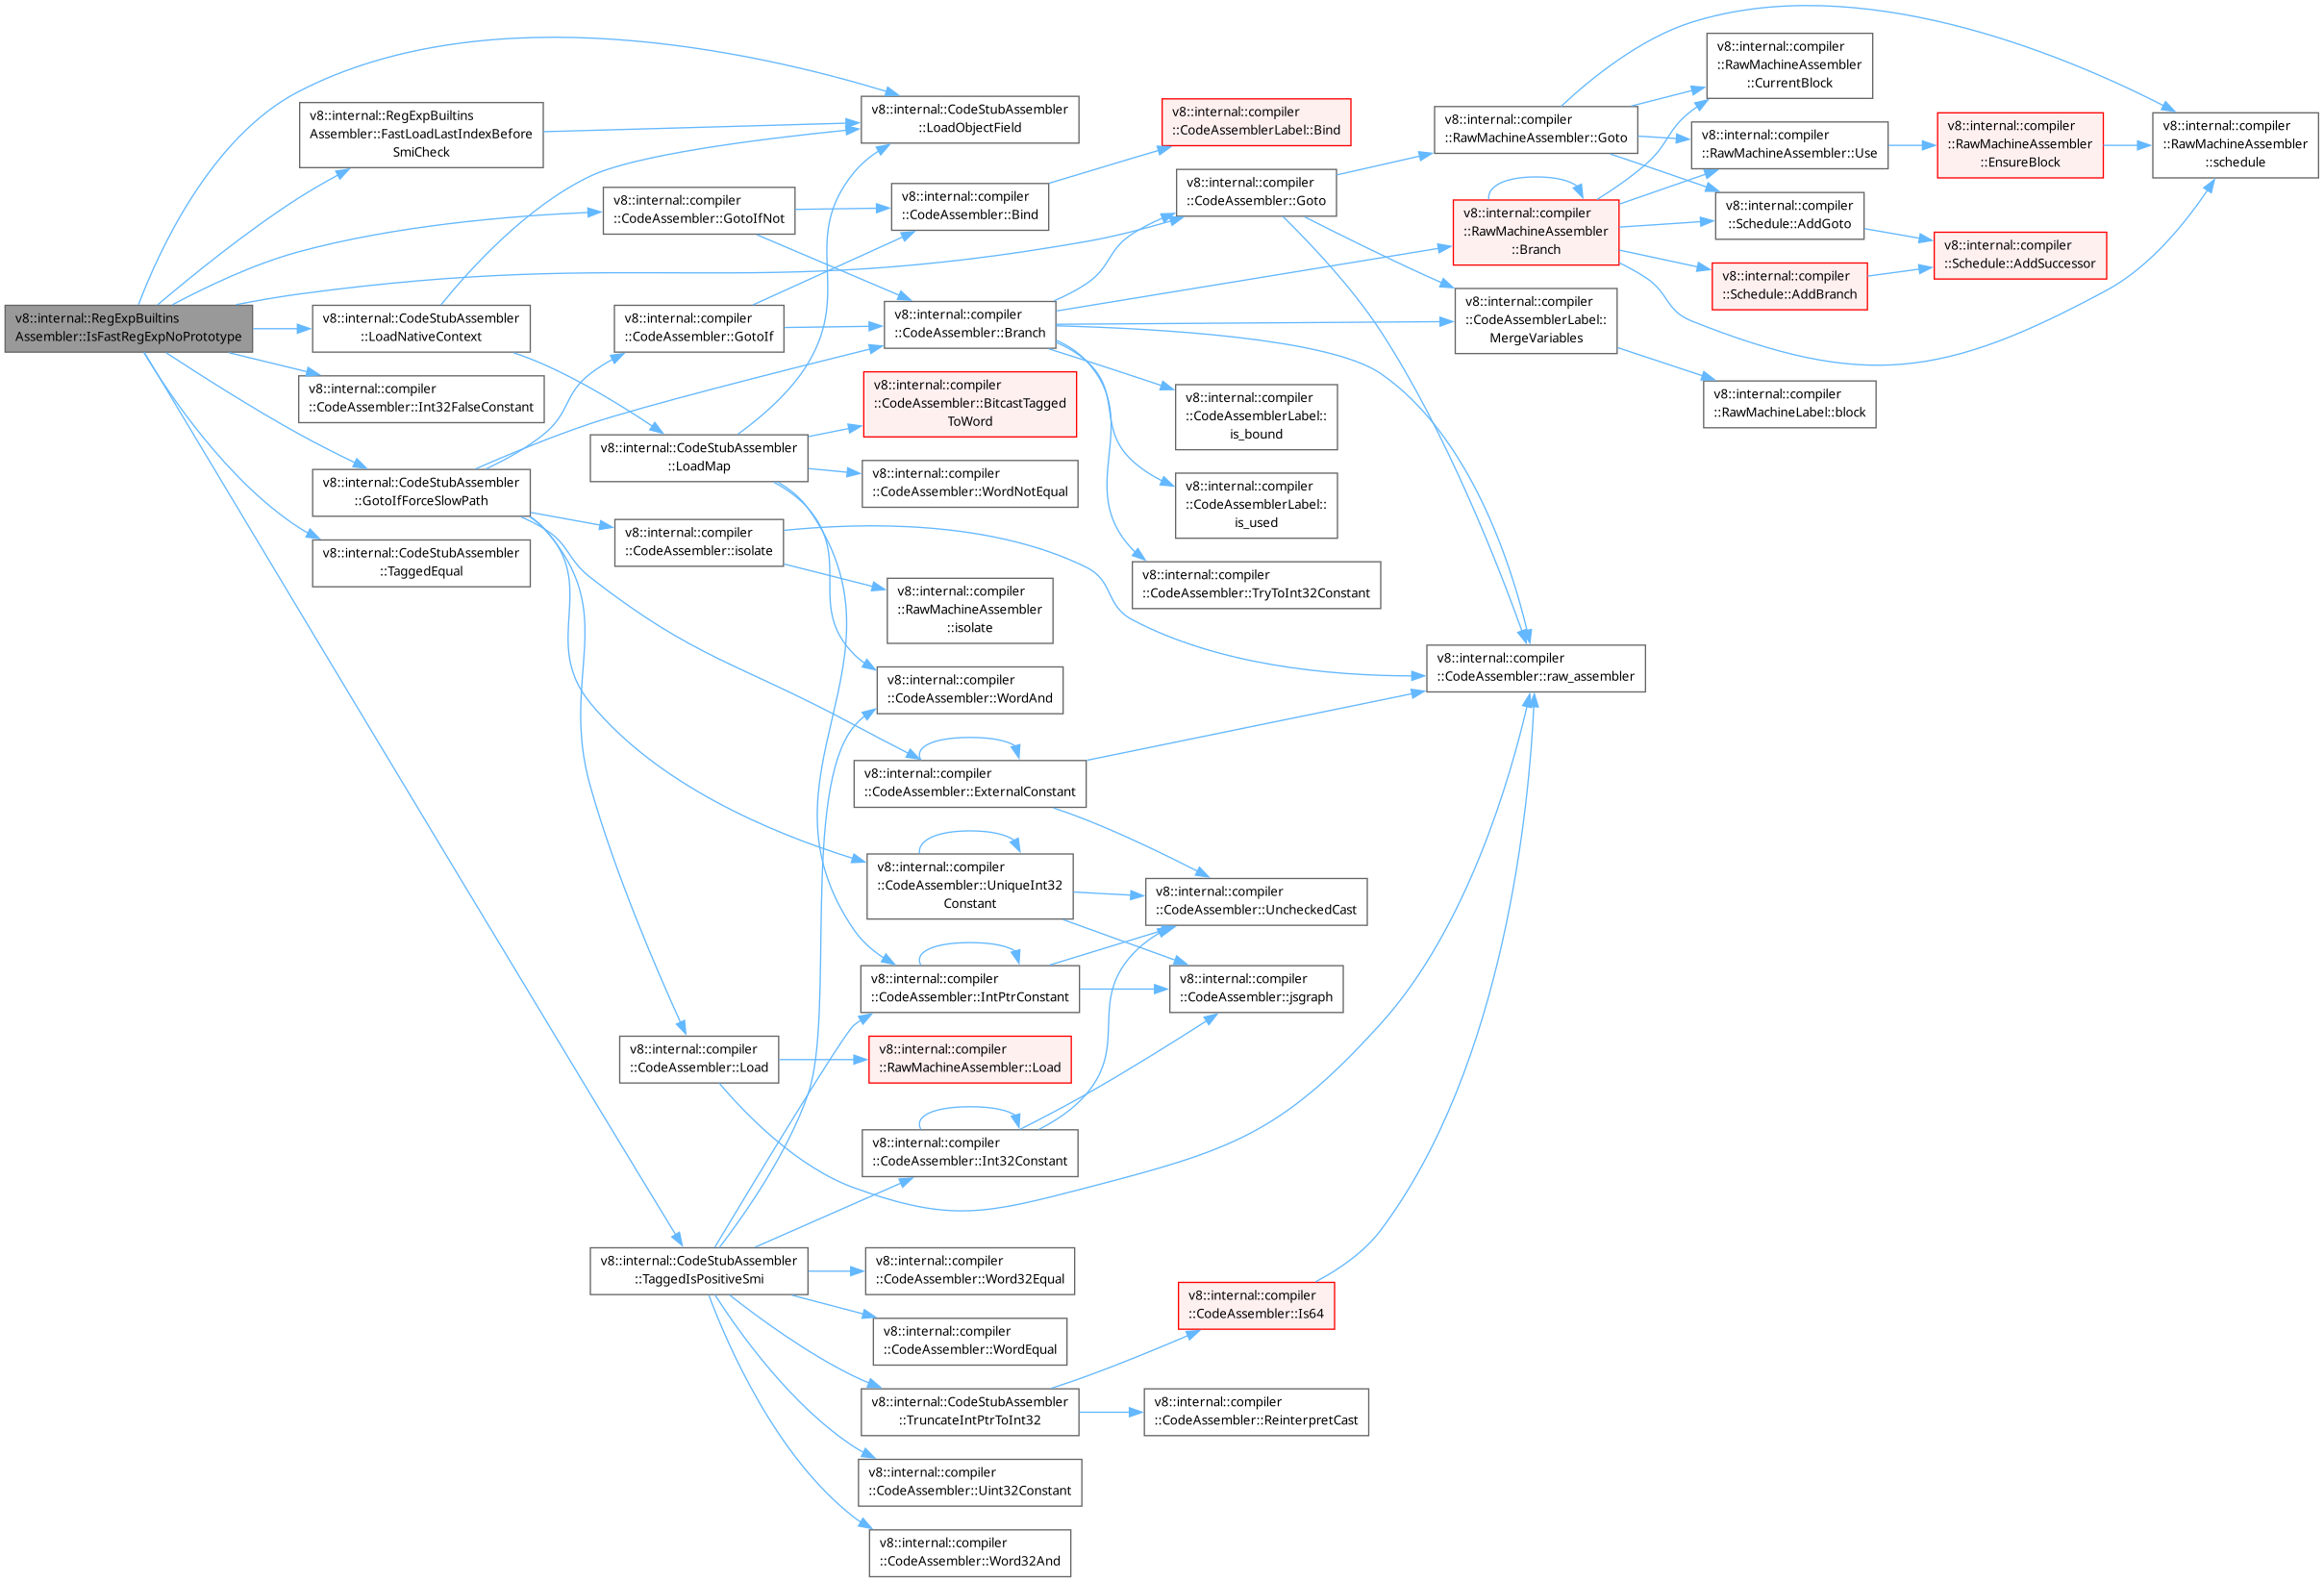 v8::internal::RegExpBuiltins
Assembler::IsFastRegExpNoPrototype
v8::internal::RegExpBuiltins
Assembler::FastLoadLastIndexBefore
SmiCheck
v8::internal::CodeStubAssembler
::LoadNativeContext
v8::internal::compiler
::CodeAssembler::Int32FalseConstant
v8::internal::CodeStubAssembler
::GotoIfForceSlowPath
v8::internal::CodeStubAssembler
::TaggedEqual
v8::internal::compiler
::CodeAssembler::GotoIfNot
v8::internal::compiler
::CodeAssembler::GotoIf
v8::internal::CodeStubAssembler
::LoadMap
v8::internal::compiler
::CodeAssembler::isolate
v8::internal::compiler
::CodeAssembler::Load
v8::internal::CodeStubAssembler
::TaggedIsPositiveSmi
v8::internal::CodeStubAssembler
::LoadObjectField
v8::internal::compiler
::CodeAssembler::Bind
v8::internal::compiler
::CodeAssembler::Branch
v8::internal::compiler
::CodeAssembler::BitcastTagged
ToWord
v8::internal::compiler
::CodeAssembler::WordNotEqual
v8::internal::compiler
::RawMachineAssembler
::isolate
v8::internal::compiler
::CodeAssembler::WordAnd
v8::internal::compiler
::CodeAssembler::ExternalConstant
v8::internal::compiler
::CodeAssembler::UniqueInt32
Constant
v8::internal::compiler
::CodeAssembler::IntPtrConstant
v8::internal::compiler
::RawMachineAssembler::Load
v8::internal::compiler
::CodeAssembler::Int32Constant
v8::internal::compiler
::CodeAssembler::Word32Equal
v8::internal::compiler
::CodeAssembler::WordEqual
v8::internal::CodeStubAssembler
::TruncateIntPtrToInt32
v8::internal::compiler
::CodeAssembler::Uint32Constant
v8::internal::compiler
::CodeAssembler::Word32And
v8::internal::compiler
::CodeAssemblerLabel::Bind
v8::internal::compiler
::CodeAssembler::Goto
v8::internal::compiler
::CodeAssemblerLabel::
is_bound
v8::internal::compiler
::CodeAssemblerLabel::
is_used
v8::internal::compiler
::CodeAssembler::TryToInt32Constant
v8::internal::compiler
::CodeAssembler::UncheckedCast
v8::internal::compiler
::CodeAssembler::jsgraph
v8::internal::compiler
::CodeAssembler::Is64
v8::internal::compiler
::CodeAssembler::ReinterpretCast
v8::internal::compiler
::RawMachineAssembler::Goto
v8::internal::compiler
::RawMachineAssembler
::Branch
v8::internal::compiler
::CodeAssemblerLabel::
MergeVariables
v8::internal::compiler
::CodeAssembler::raw_assembler
v8::internal::compiler
::RawMachineAssembler
::CurrentBlock
v8::internal::compiler
::RawMachineAssembler::Use
v8::internal::compiler
::Schedule::AddGoto
v8::internal::compiler
::Schedule::AddBranch
v8::internal::compiler
::RawMachineLabel::block
v8::internal::compiler
::RawMachineAssembler
::EnsureBlock
v8::internal::compiler
::Schedule::AddSuccessor
v8::internal::compiler
::RawMachineAssembler
::schedule